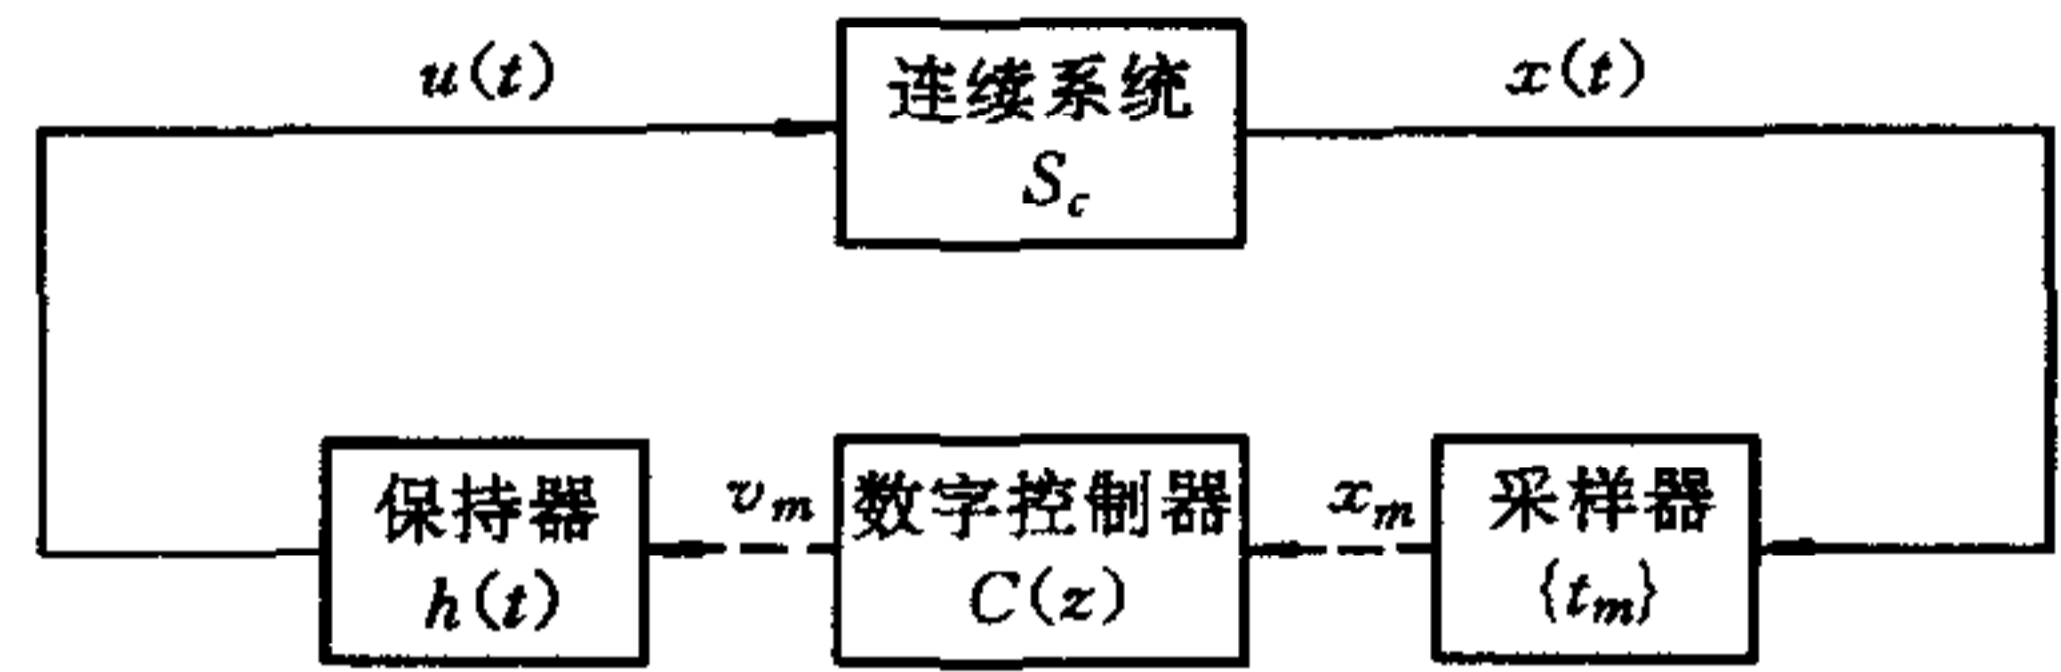 u(t)
连续系统
S_c
x(t)
保持器
h(t)
v_m
数字控制器
C(z)
x_m
采样器
{t_m}